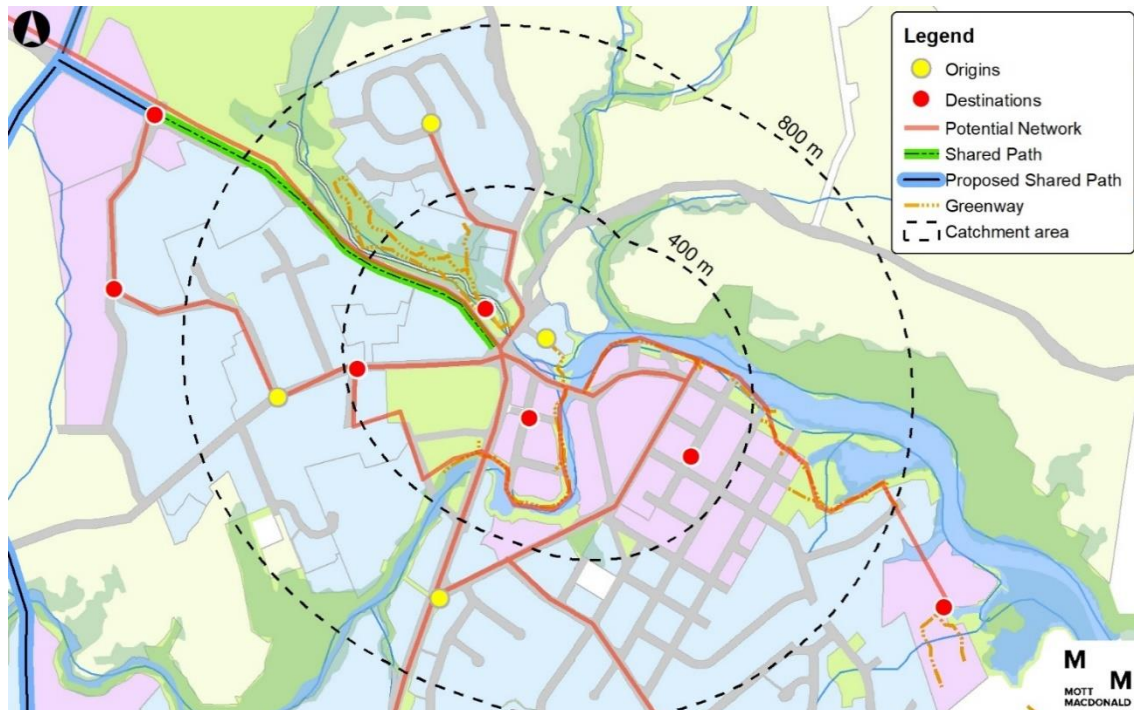 Legend
Origins
Destinations
Potential Network
Shared Path
Proposed Shared Path
Greenway
Catchment area
800 m
400 m
M
M
MOTT
MACDONALD